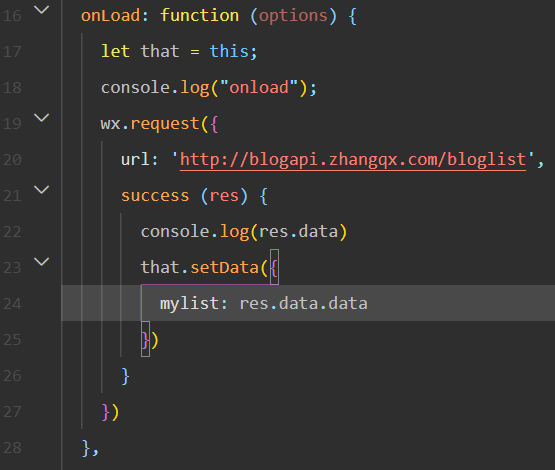 16 onLoad: function (options) {
17 let that = this;
18 console.log("onload");
19 wx.request({
20 url: 'http://blogapi.zhangqx.com/bloglist',
21 success (res) {
22 console.log(res.data)
23 that.setData({
24 mylist: res.data.data
25 })
26 }
27 })
28 },